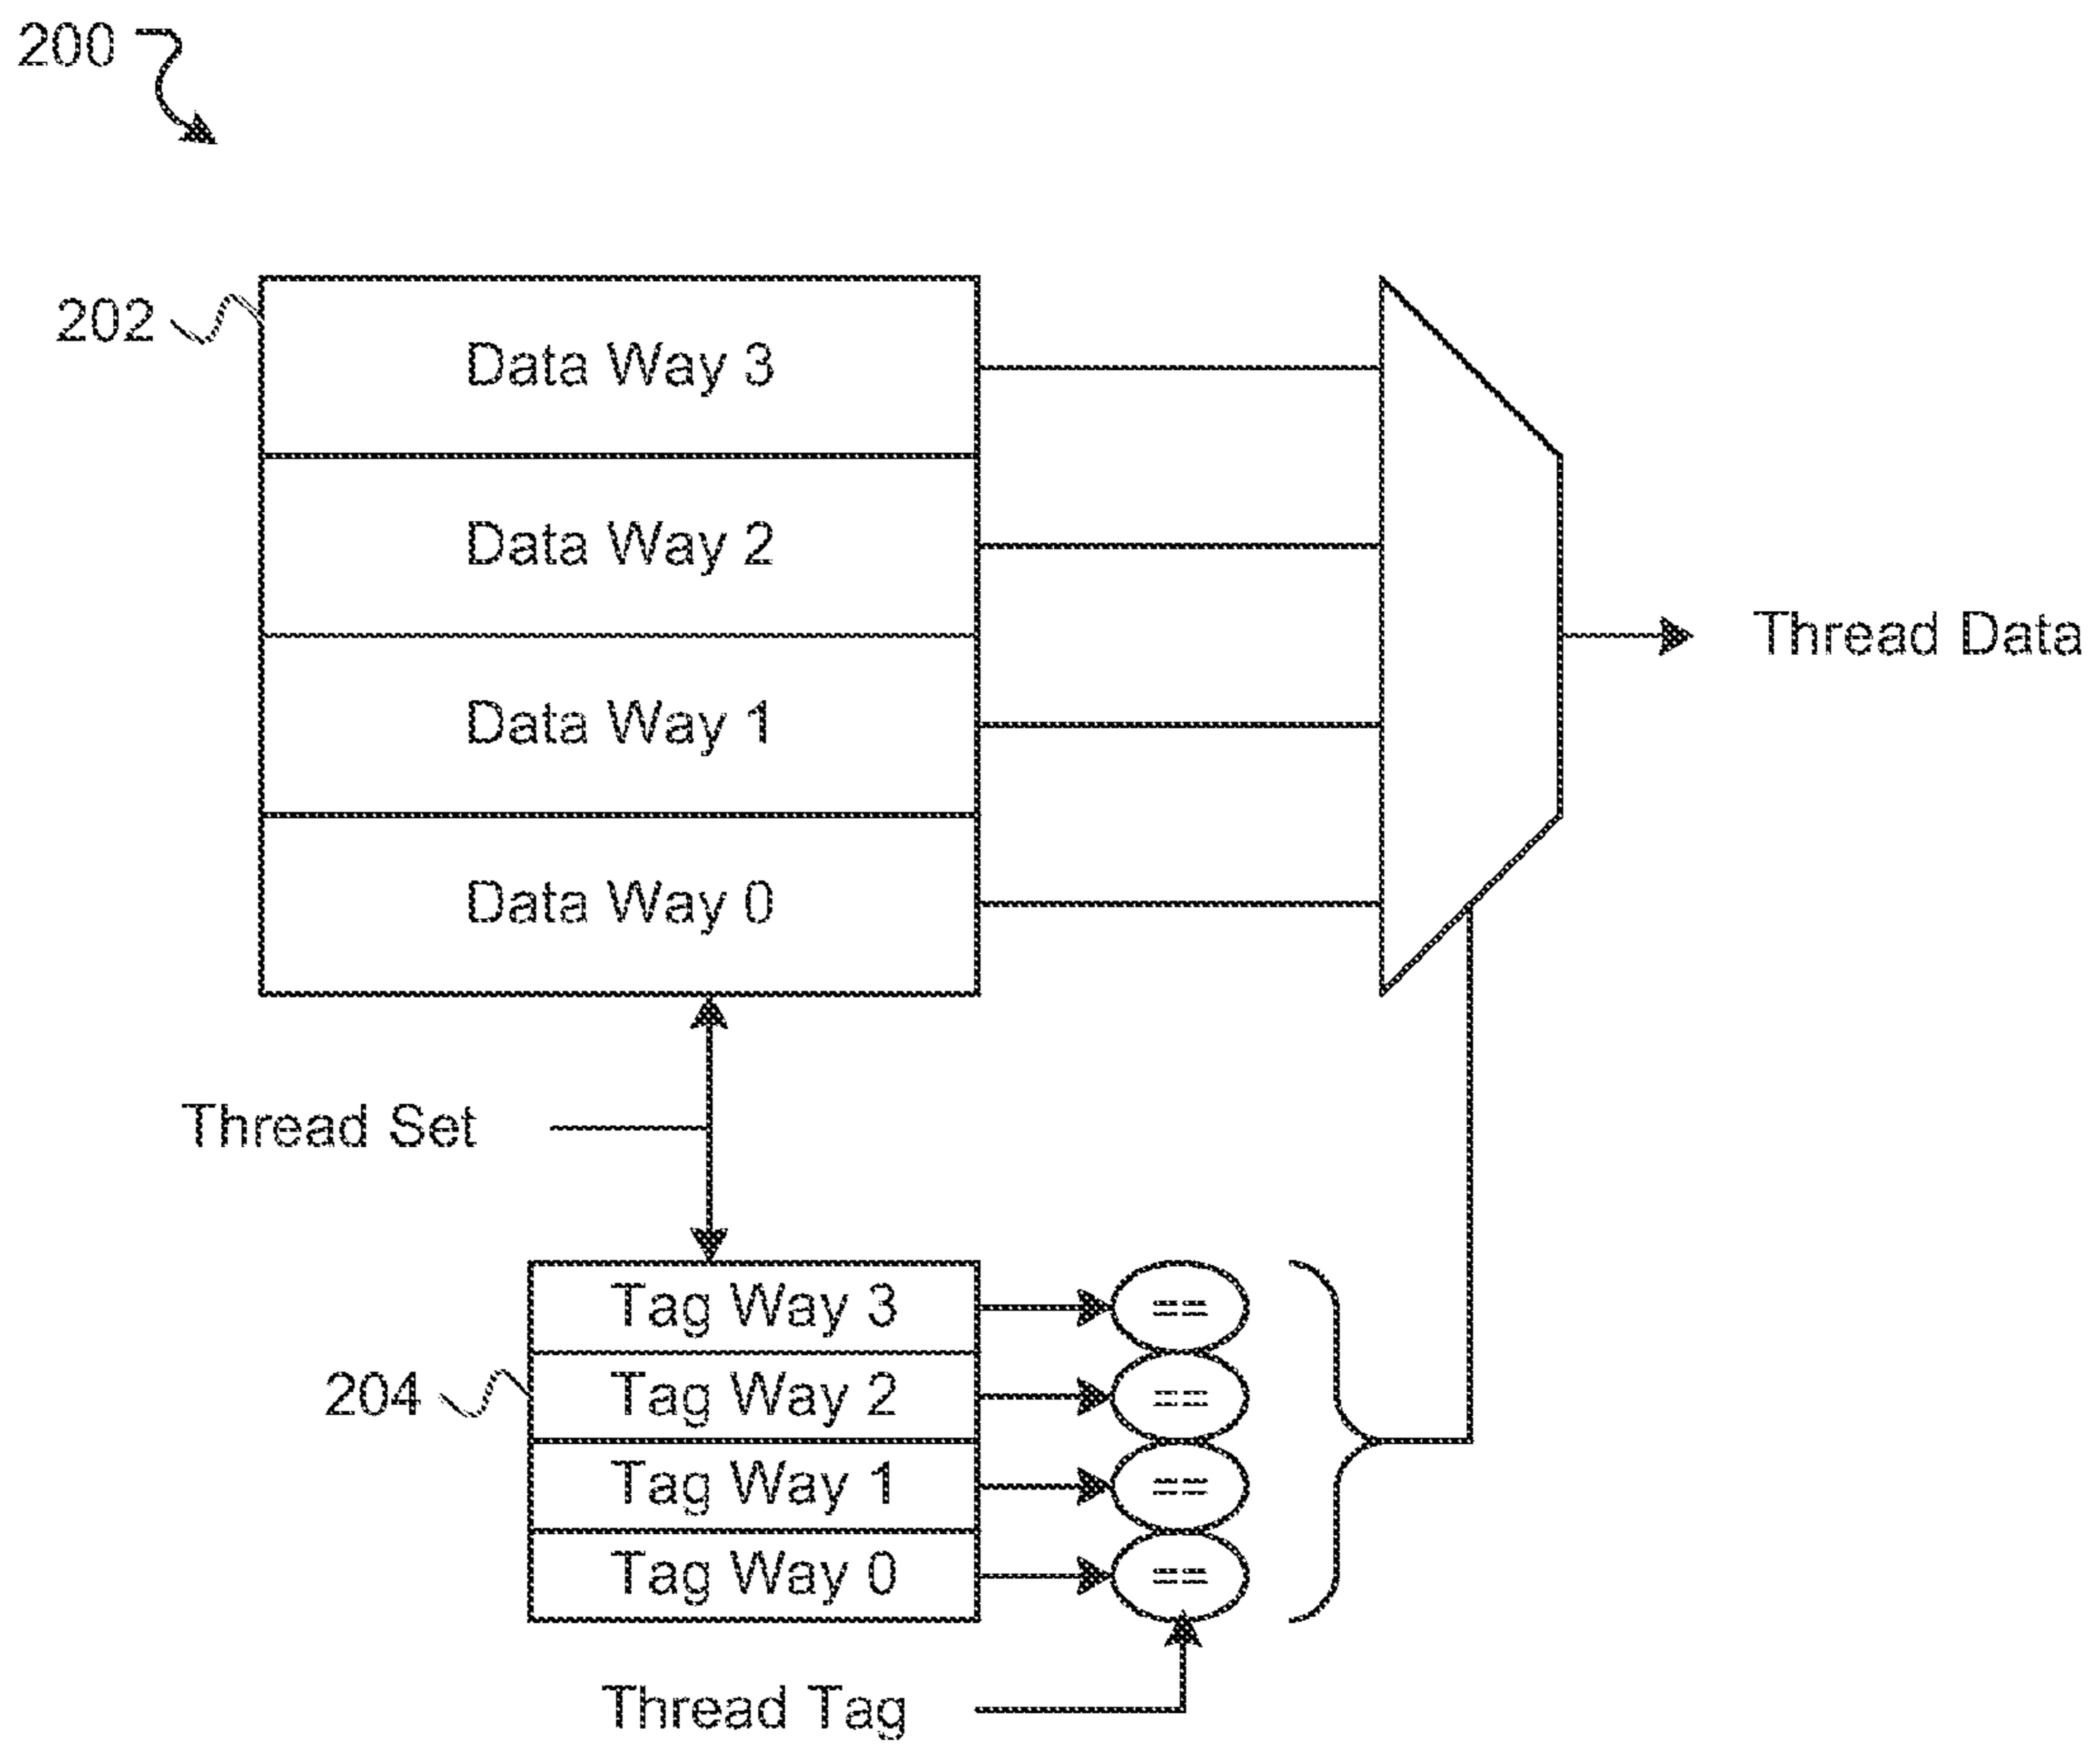 200
202
Data Way 3
Data Way 2
Thread Data
Data Way 1
Data Way 0
Thread Set
Tag Way 3
==
204
Tag Way 2
==
Tag Way 1
==
Tag Way 0
==
Thread Tag